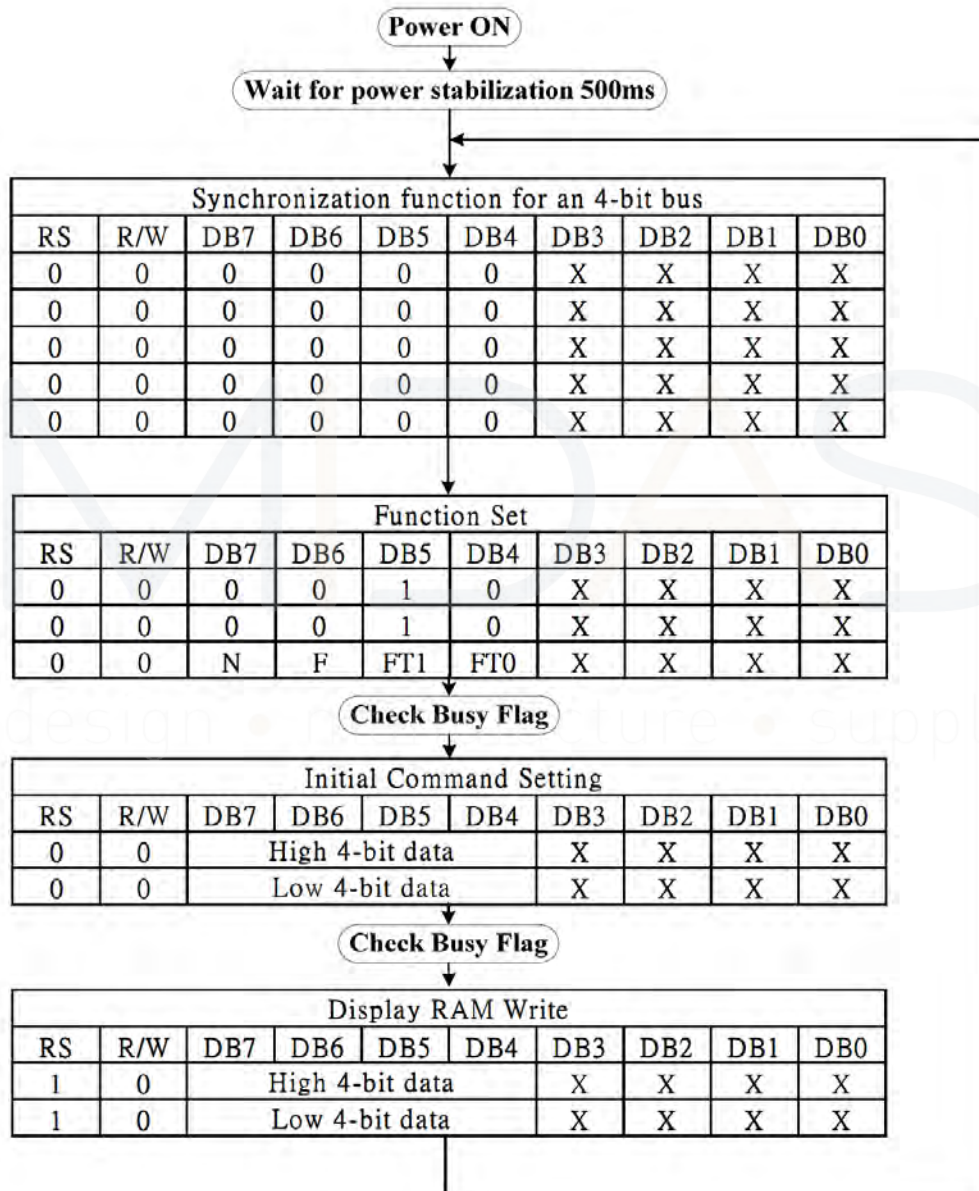 Power ON
Wait for power stabilization 500ms
Synchronization function for an 4-bit bus
RS R/W DB7 DB6 DB5 DB4 DB3 DB2 DB1 DB0
0 0 0 0 0 0 X X X X
0 0 0 0 0 0 X X X X
0 0 0 0 0 0 X X X X
0 0 0 0 0 0 X X X X
0 0 0 0 0 0 X X X X
MIDAS
Function Set
RS R/W DB7 DB6 DB5 DB4 DB3 DB2 DB1 DB0
0 0 0 0 1 0 X X X X
0 0 0 0 1 0 X X X X
0 0 N F FT1 FT0 X X X X
Check Busy Flag
design • manufacture • suppl
Initial Command Setting
RS R/W DB7 DB6 DB5 DB4 DB3 DB2 DB1 DB0
0 0 High 4-bit data X X X X
0 0 Low 4-bit data X X X X
Check Busy Flag
Display RAM Write
RS R/W DB7 DB6 DB5 DB4 DB3 DB2 DB1 DB0
1 0 High 4-bit data X X X X
1 0 Low 4-bit data X X X X